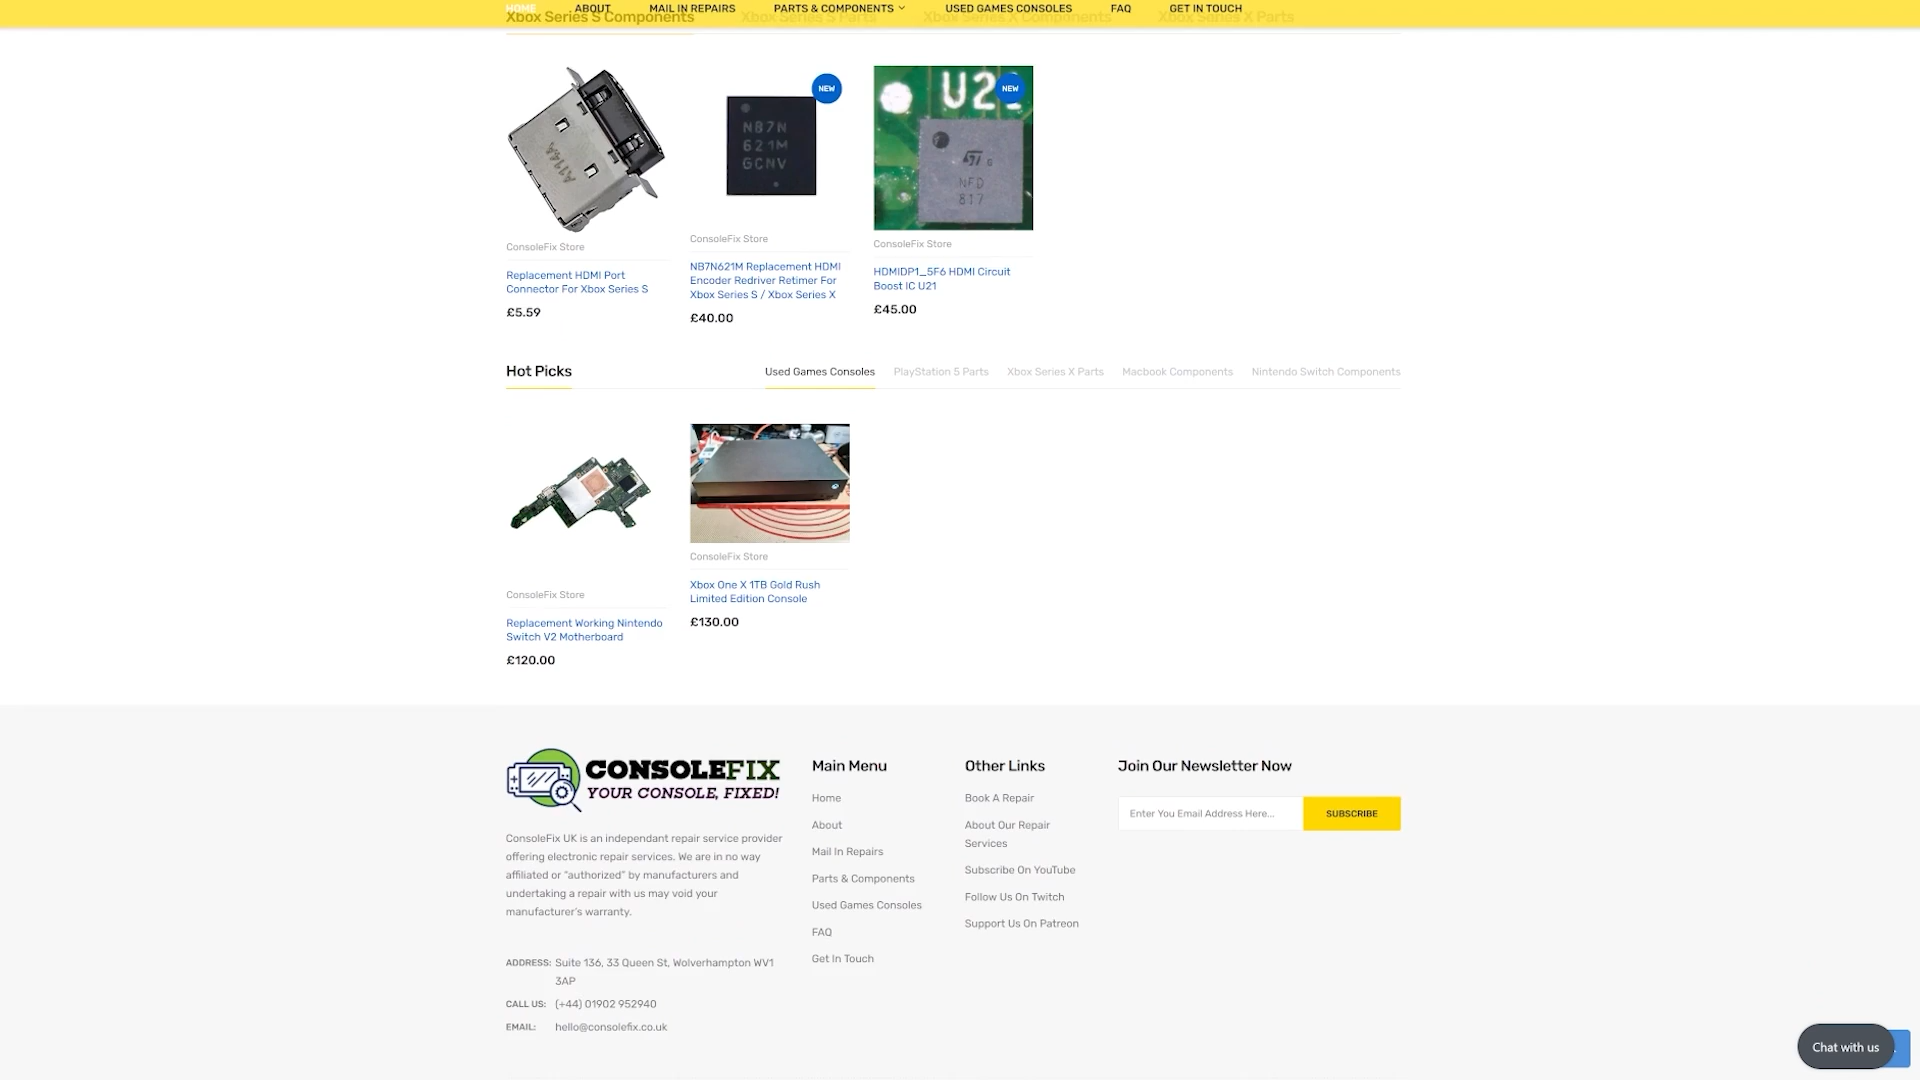 HOME ABOUT MAIL IN REPAIRS PARTS & COMPONENTS USED GAMES CONSOLES FAQ GET IN TOUCH
Xbox Series S Components Xbox Series S Parts Xbox Series X Components Xbox Series X Parts
A114A
NEW
NB7N
621M
GCNV
NEW
U21
ST G
NFD
817
ConsoleFix Store
Replacement HDMI Port
Connector For Xbox Series S
£5.59
ConsoleFix Store
NB7N621M Replacement HDMI
Encoder Redriver Retimer For
Xbox Series S / Xbox Series X
£40.00
ConsoleFix Store
HDMIDP1_5F6 HDMI Circuit
Boost IC U21
£45.00
Hot Picks
Used Games Consoles PlayStation 5 Parts Xbox Series X Parts Macbook Components Nintendo Switch Components
ConsoleFix Store
Replacement Working Nintendo
Switch V2 Motherboard
£120.00
ConsoleFix Store
Xbox One X 1TB Gold Rush
Limited Edition Console
£130.00
CONSOLEFIX
YOUR CONSOLE, FIXED!
ConsoleFix UK is an independant repair service provider
offering electronic repair services. We are in no way
affiliated or “authorized” by manufacturers and
undertaking a repair with us may void your
manufacturer's warranty.
ADDRESS: Suite 136, 33 Queen St, Wolverhampton WV1
3AP
CALL US: (+44) 01902 952940
EMAIL: hello@consolefix.co.uk
Main Menu
Home
About
Mail In Repairs
Parts & Components
Used Games Consoles
FAQ
Get In Touch
Other Links
Book A Repair
About Our Repair
Services
Subscribe On YouTube
Follow Us On Twitch
Support Us On Patreon
Join Our Newsletter Now
Enter You Email Address Here...
SUBSCRIBE
Chat with us